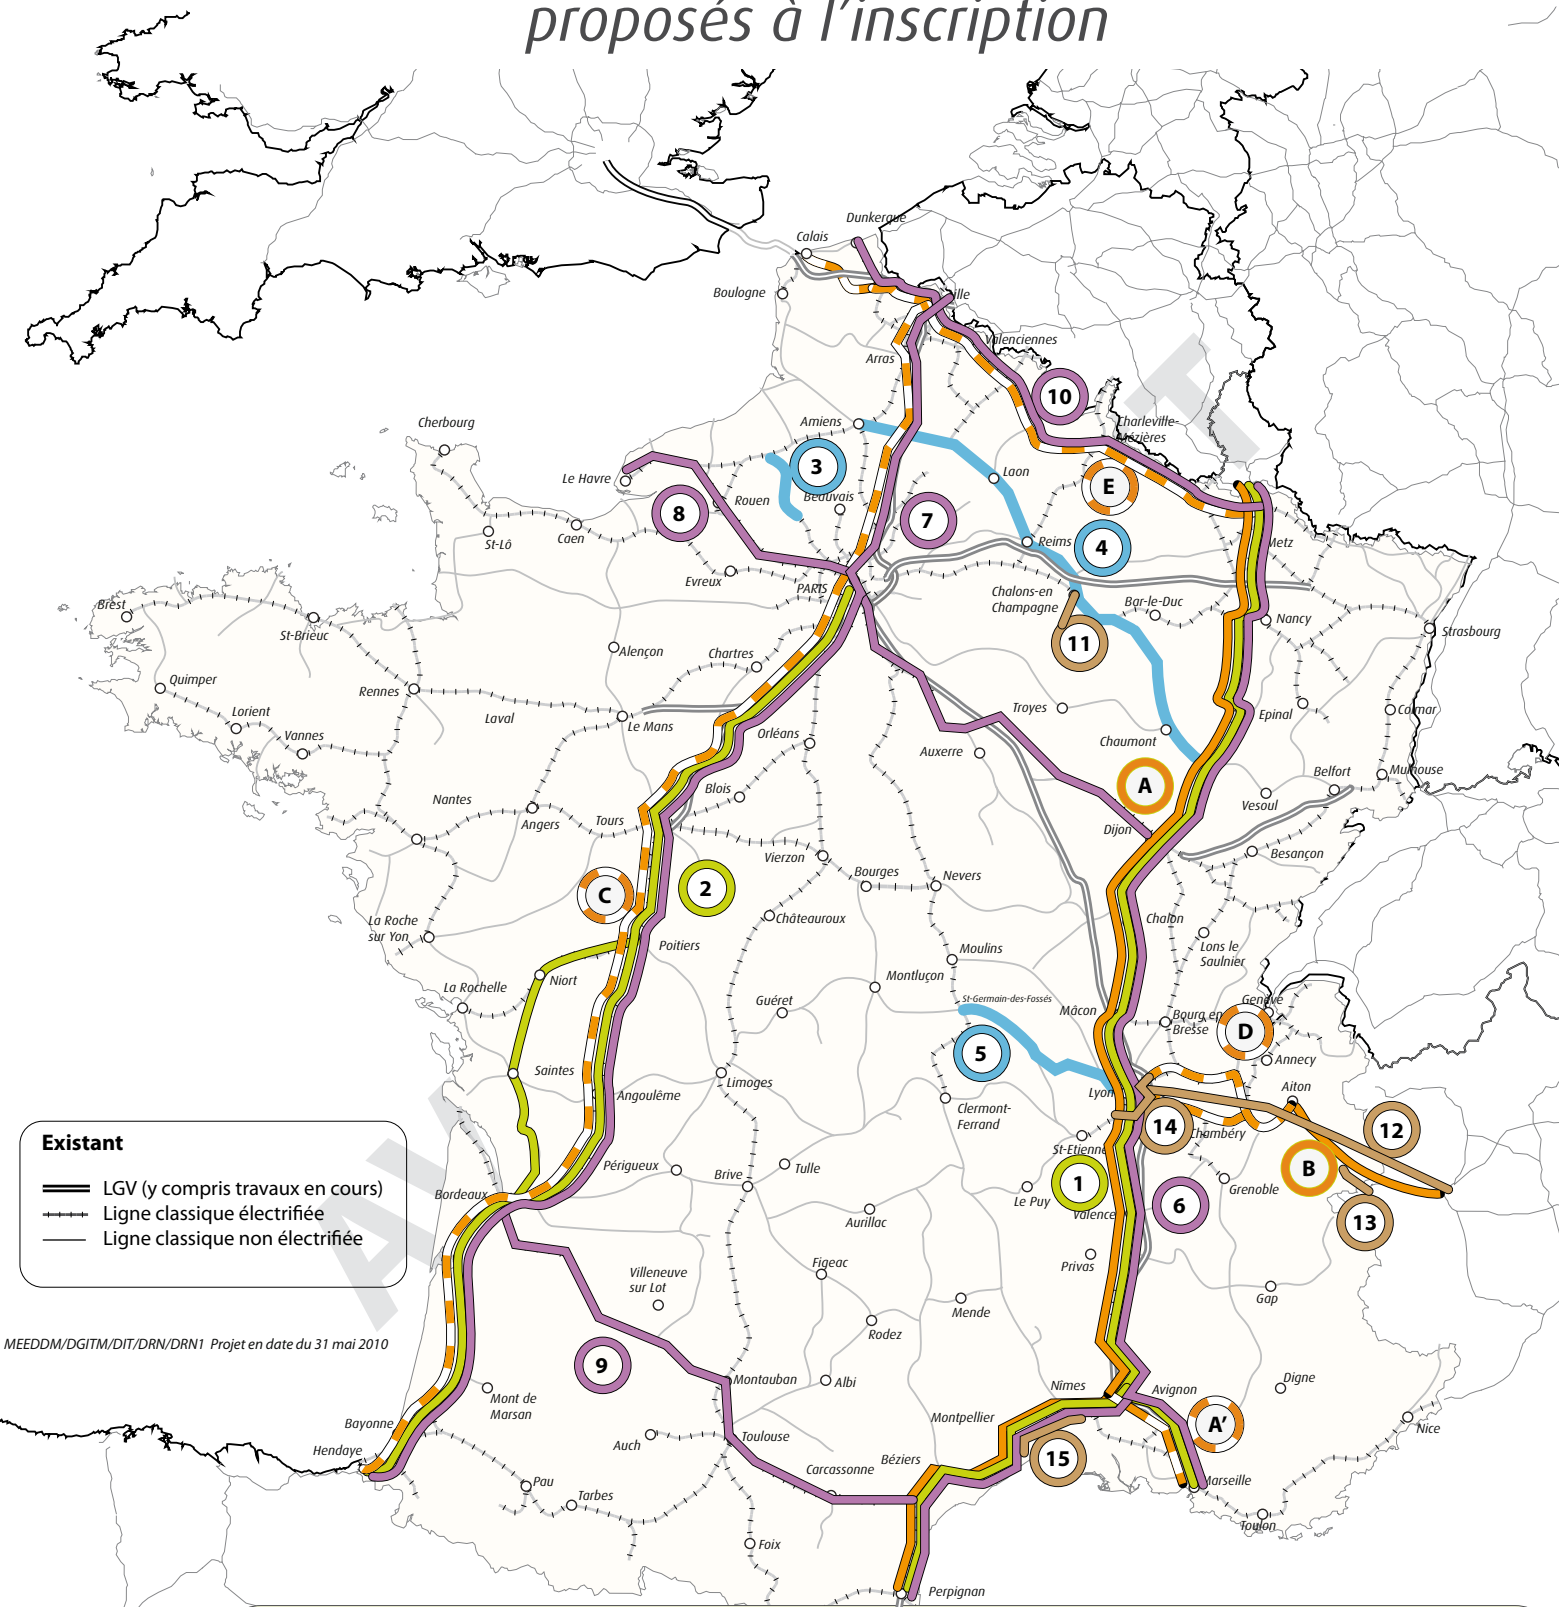 proposés à l'inscription
Dunkerque
Calais
Boulogne
ille
Valenciennes
Arras
10
Cherbourg
Amiens
Charleville-
Mézières
3
Le Havre
Laon
E
Rouen
Beauvais
8
7
St-Lô
Caen
Reims
4
Metz
Evreux
PARIS
Chalons-en
Champagne
Bar-le-Duc
Brest
St-Brieuc
Nancy
Strasbourg
11
Alençon
Chartres
Quimper
Rennes
Lorient
Laval
Le Mans
Troyes
Epinal
Colmar
Vannes
Orléans
Auxerre
Chaumont
Blois
A
Belfort
Mulhouse
Nantes
Vesoul
Angers
Tours
Dijon
Vierzon
Besançon
Bourges
Nevers
C
2
La Roche
sur Yon
Châteauroux
Chalon
Poitiers
Moulins
Lons le
Saulnier
Niort
Montluçon
La Rochelle
Guéret
St-Germain-des-Fossés
Genève
Mâcon
Bourg en
Bresse
D
5
Annecy
Saintes
Limoges
Aiton
Angoulême
Lyon
Clermont-
Ferrand
14
Chambéry
12
St-Etienne
Périgueux
Tulle
B
Brive
1
Bordeaux
Le Puy
Grenoble
6
Valence
Aurillac
13
Privas
Figeac
Villeneuve
sur Lot
Gap
Mende
Rodez
9
Existant
LGV (y compris travaux en cours)
Ligne classique électrifiée
Ligne classique non électrifiée
MEEDDM/DGITM/DIT/DRN/DRN1 Projet en date du 31 mai 2010
Montauban
Albi
Digne
Nîmes
Avignon
Mont de
Marsan
Montpellier
A'
Bayonne
Nice
Auch
Toulouse
Hendaye
Béziers
15
Carcassonne
Pau
Marseille
Tarbes
Toulon
Foix
Perpignan